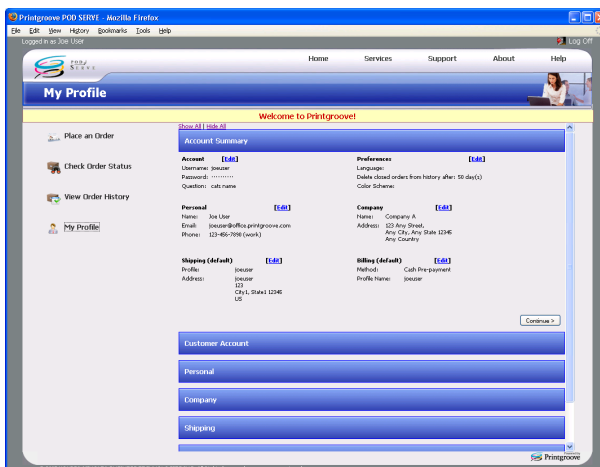 Printgroove POD SERVE - Mozilla Firefox
File Edit View History Bookmarks Tools Help
Logged in as Joe User
Log Off
POD
SERVE
Home Services Support About Help
My Profile
Welcome to Printgroove!
Place an Order
Check Order Status
View Order History
My Profile
Show All | Hide All
Account Summary
Account [Edit]
Username: joeuser
Password: ··········
Question: cats name
Preferences [Edit]
Language:
Delete closed orders from history after: 50 day(s)
Color Scheme:
Personal [Edit]
Name: Joe User
Email: joeuser@office.printgroove.com
Phone: 123-456-7890 (work)
Company [Edit]
Name: Company A
Address: 123 Any Street,
Any City, Any State 12345
Any Country
Shipping (default) [Edit]
Profile: joeuser
Address: joeuser
123
City1, State1 12345
US
Billing (default) [Edit]
Method: Cash Pre-payment
Profile Name: joeuser
Continue >
Customer Account
Personal
Company
Shipping
Printgroove